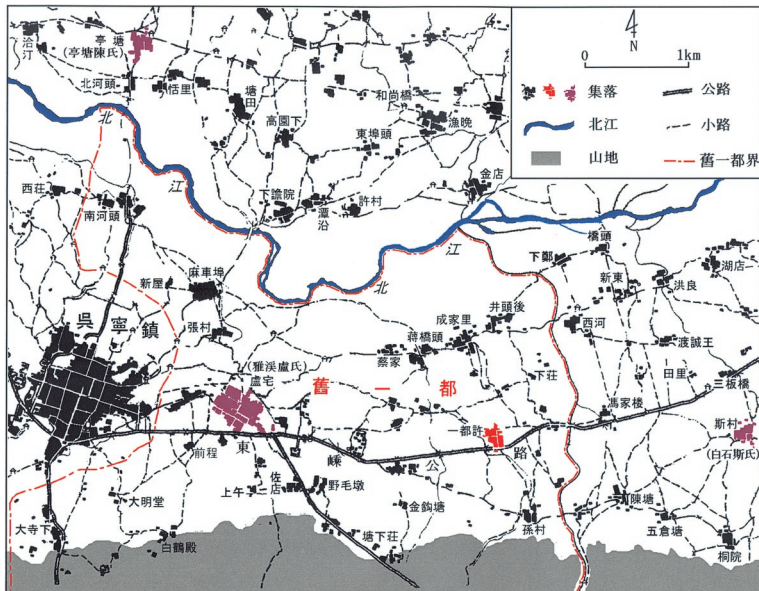 N
0 1km
集落 公路
北江 小路
山地 舊一都界
洽汀
亭塘
(亭塘陳氏)
北河頭
恬里
塘田
和尚橋
漁晚
高園下
東埠頭
北
江
西莊
南河頭
下詹院
潭沿
許村
金店
北
江
新屋
麻車埠
張村
吳寧鎮
下鄭
橋頭
新東
洪良
湖店
井頭後
成家里
蔣橋頭
蔡家
西河
渡誠王
(雅溪盧氏)
盧宅
舊一都
下莊
田里
三板橋
馬家楼
都許
斯村
(白石斯氏)
前程
東嵊公路
上午
佐店
野毛墩
大明堂
金鈎塘
陳塘
大寺下
白鶴殿
塘下莊
孫村
五倉塘
桐院